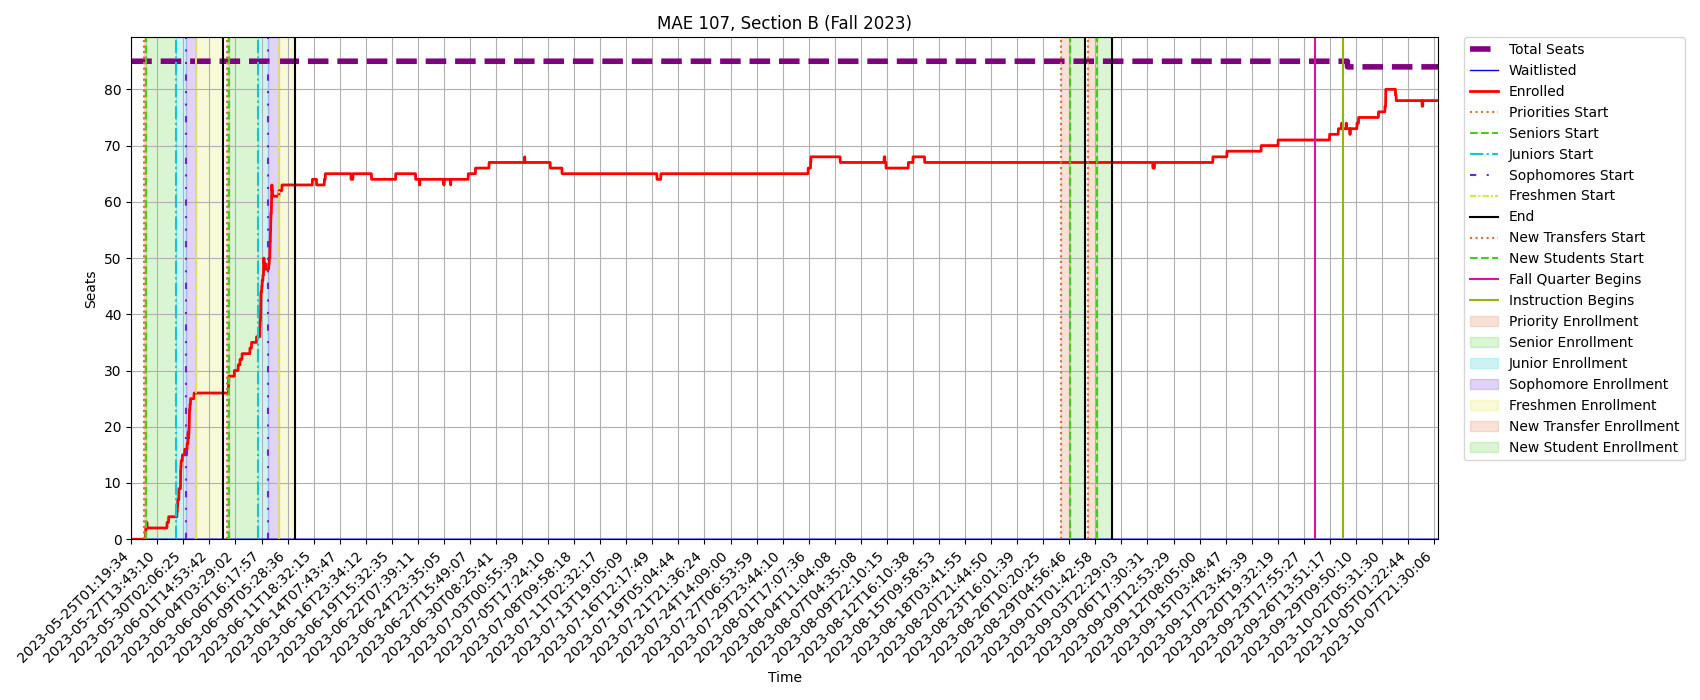 MAE 107, Section B (Fall 2023)
Seats
80
70
60
50
40
30
20
10
0
2023-05-25T01:19:34
2023-05-27T13:43:10
2023-05-30T02:06:25
2023-06-01T14:53:42
2023-06-04T03:29:02
2023-06-06T16:17:57
2023-06-09T05:28:36
2023-06-11T18:32:15
2023-06-14T07:43:47
2023-06-16T23:34:12
2023-06-19T15:32:35
2023-06-22T07:39:11
2023-06-24T23:35:05
2023-06-27T15:49:07
2023-06-30T08:25:41
2023-07-03T00:55:39
2023-07-05T17:24:10
2023-07-08T09:58:18
2023-07-11T02:32:17
2023-07-13T19:05:09
2023-07-16T12:17:49
2023-07-19T05:04:44
2023-07-21T21:36:24
2023-07-24T14:09:00
2023-07-27T06:53:59
2023-07-29T23:44:10
2023-08-01T17:07:36
2023-08-04T11:04:08
2023-08-07T04:35:08
2023-08-09T22:10:15
2023-08-12T16:10:38
2023-08-15T09:58:53
2023-08-18T03:41:55
2023-08-20T21:44:50
2023-08-23T16:01:39
2023-08-26T10:20:25
2023-08-29T04:56:46
2023-09-01T01:42:58
2023-09-03T22:29:03
2023-09-06T17:30:31
2023-09-09T12:53:29
2023-09-12T08:05:00
2023-09-15T03:48:47
2023-09-17T23:45:39
2023-09-20T19:32:19
2023-09-23T17:55:27
2023-09-26T13:51:17
2023-09-29T09:50:10
2023-10-02T05:31:30
2023-10-05T01:22:44
2023-10-07T21:30:06
Time
Total Seats
Waitlisted
Enrolled
Priorities Start
Seniors Start
Juniors Start
Sophomores Start
Freshmen Start
End
New Transfers Start
New Students Start
Fall Quarter Begins
Instruction Begins
Priority Enrollment
Senior Enrollment
Junior Enrollment
Sophomore Enrollment
Freshmen Enrollment
New Transfer Enrollment
New Student Enrollment